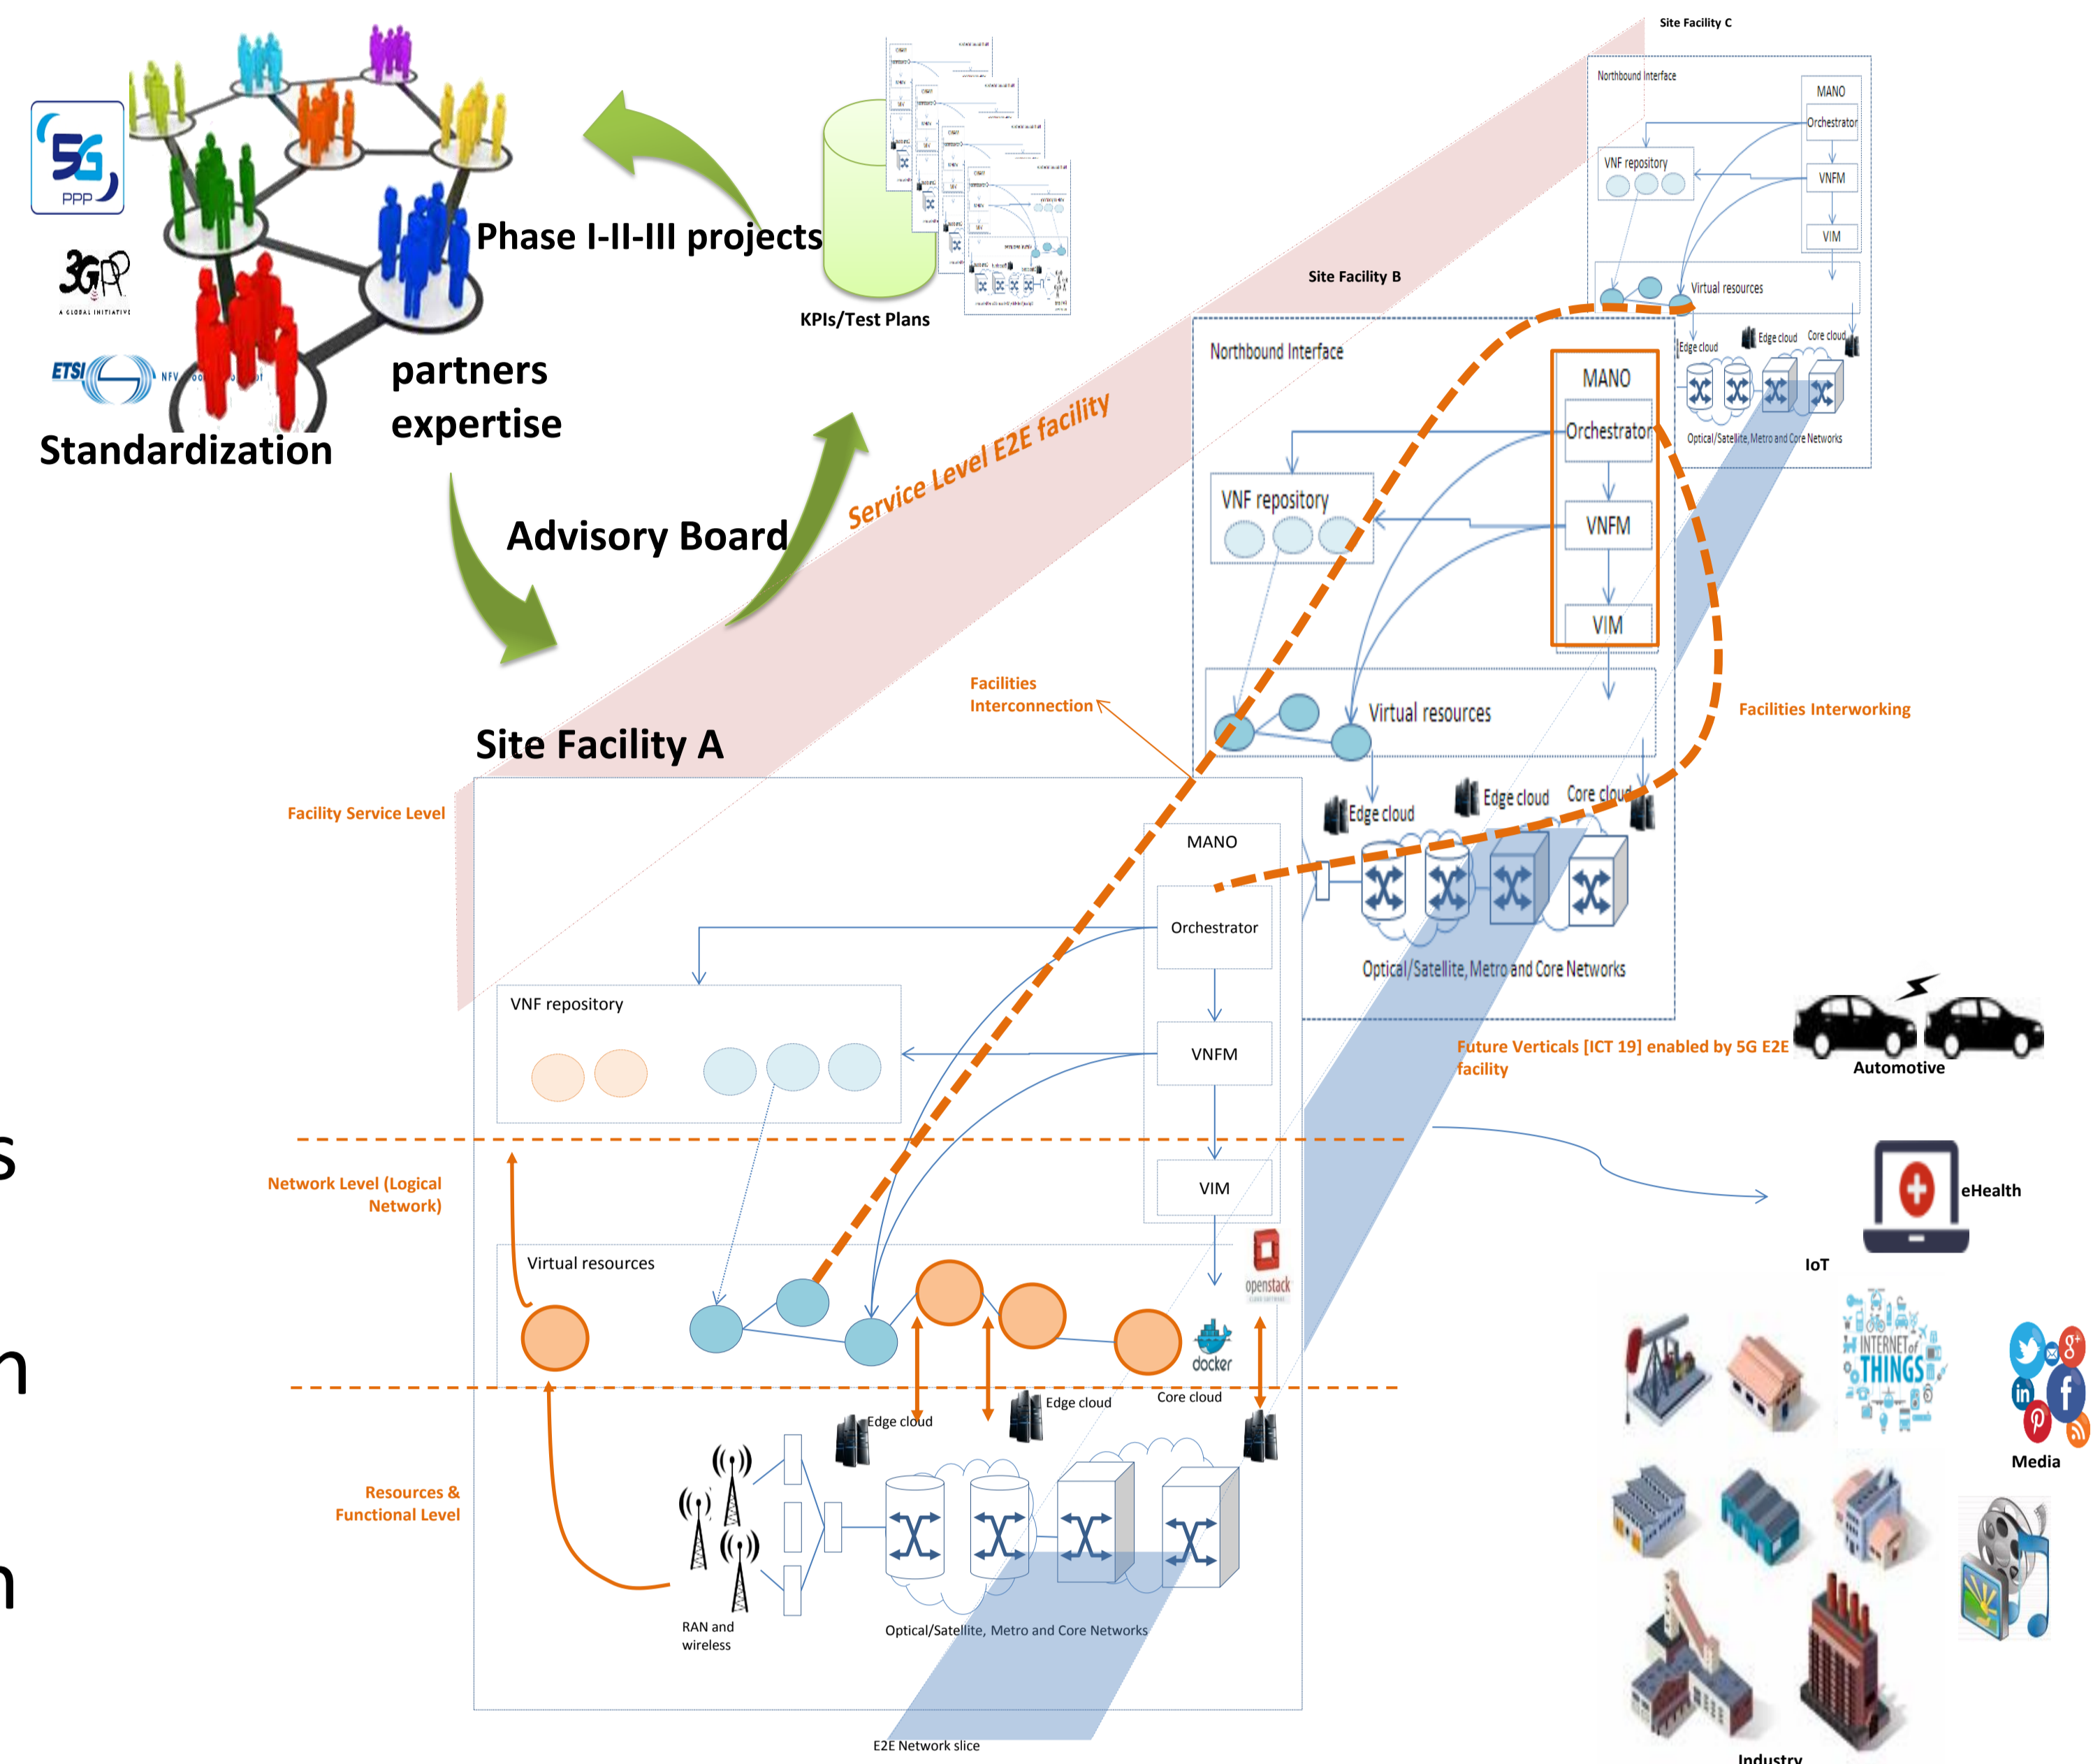 Site Facility C
Northbound Interface
MANO
Orchestrator
VNF repository
VNFM
VIM
Virtual resources
Edge cloud
Edge cloud
Core cloud
Optical/Satellite, Metro and Core Networks
5G
PPP
3GPP
A GLOBAL INITIATIVE
ETSI
NFV
Standardization
partners
expertise
Phase I-II-III projects
KPIs/Test Plans
Advisory Board
Service Level E2E facility
Site Facility B
Northbound Interface
MANO
Orchestrator
VNF repository
VNFM
VIM
Virtual resources
Edge cloud
Edge cloud
Core cloud
Optical/Satellite, Metro and Core Networks
Facilities
Interconnection
Facilities Interworking
Site Facility A
Facility Service Level
MANO
Orchestrator
VNF repository
VNFM
VIM
Network Level (Logical
Network)
Virtual resources
openstack
docker
Edge cloud
Edge cloud
Core cloud
Resources &
Functional Level
RAN and
wireless
Optical/Satellite, Metro and Core Networks
E2E Network slice
Future Verticals [ICT 19] enabled by 5G E2E
facility
Automotive
eHealth
IoT
INTERNET of
THINGS
in
f
g+
Media
Industry
s
n
n